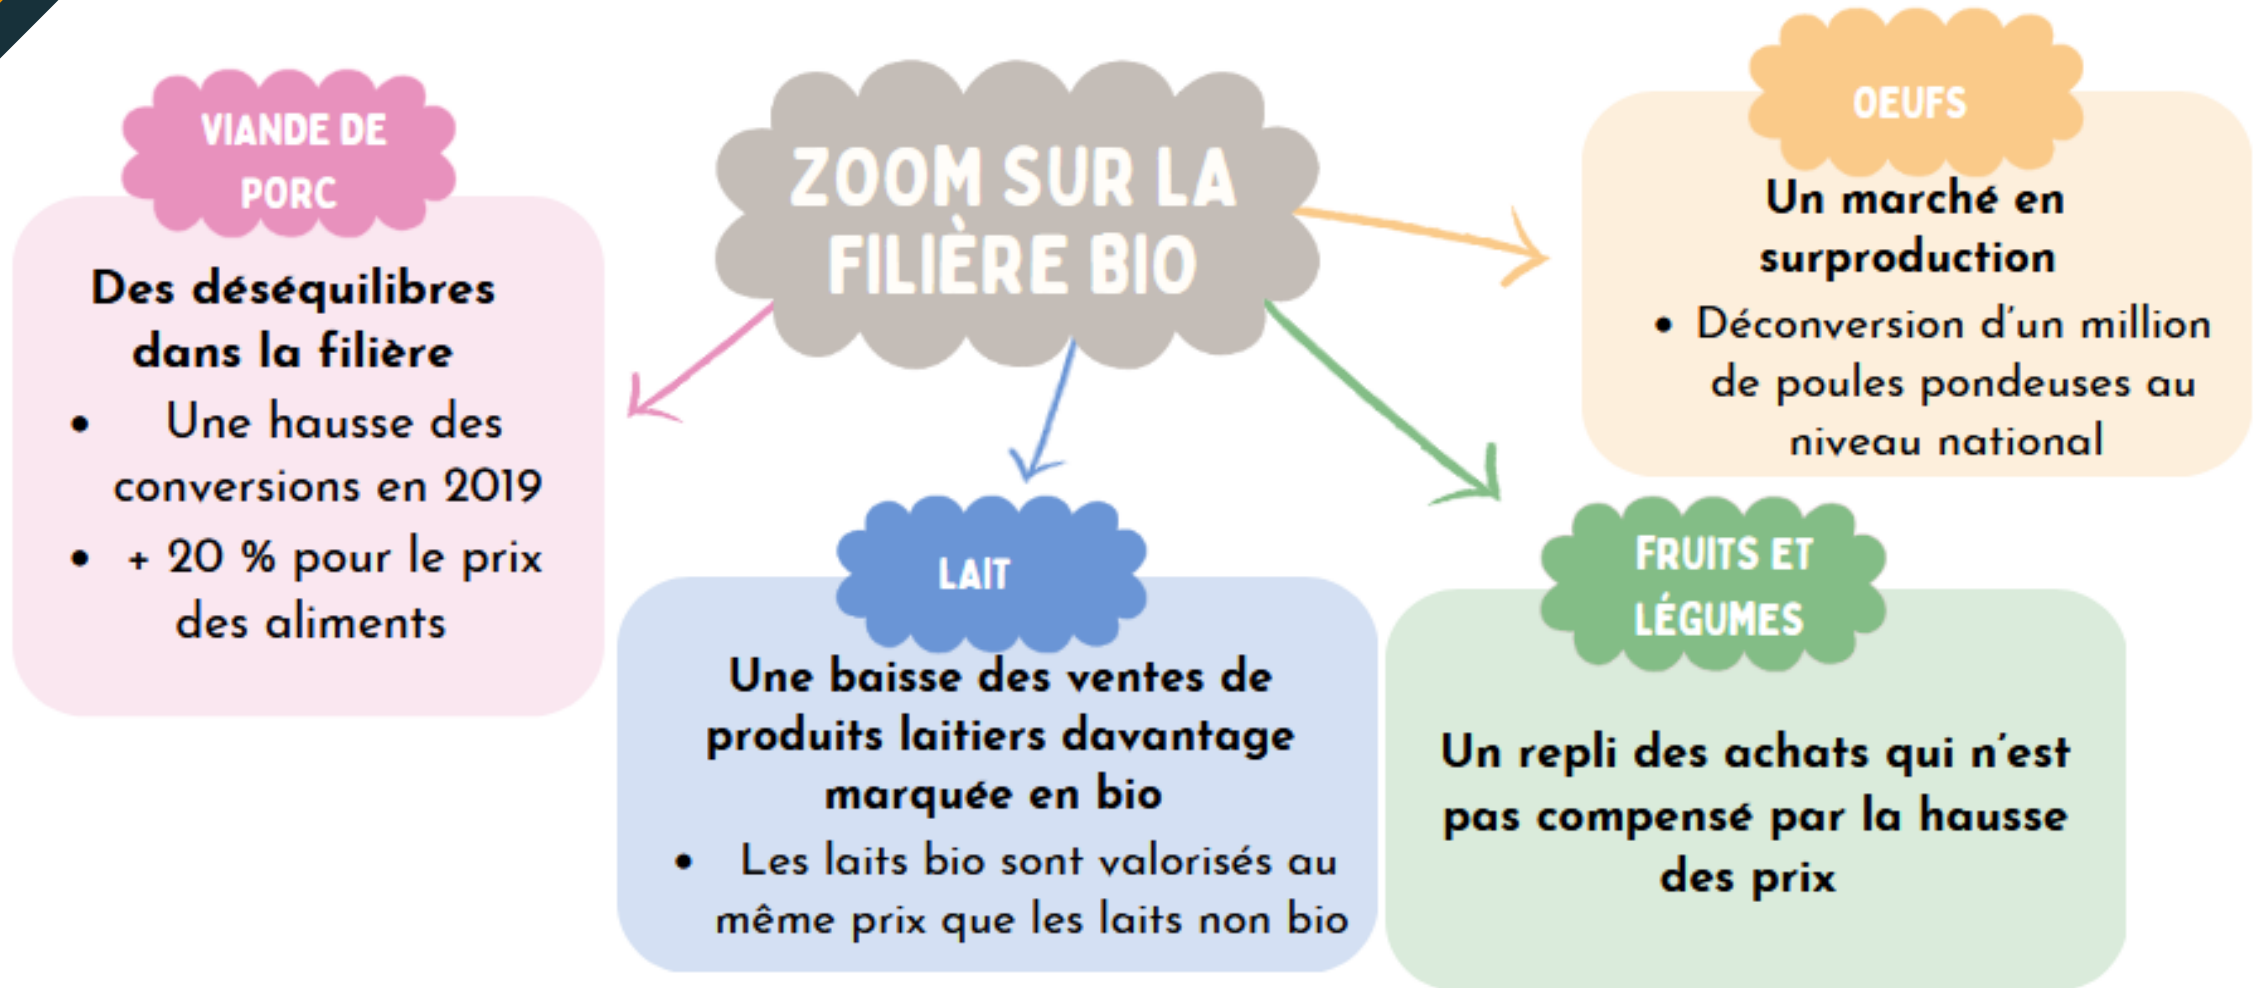 ZOOM SUR LA
FILIÈRE BIO
VIANDE DE
PORC
Des déséquilibres
dans la filière
• Une hausse des
conversions en 2019
• + 20 % pour le prix
des aliments
LAIT
Une baisse des ventes de
produits laitiers davantage
marquée en bio
• Les laits bio sont valorisés au
même prix que les laits non bio
FRUITS ET
LÉGUMES
Un repli des achats qui n'est
pas compensé par la hausse
des prix
OEUFS
Un marché en
surproduction
• Déconversion d'un million
de poules pondeuses au
niveau national